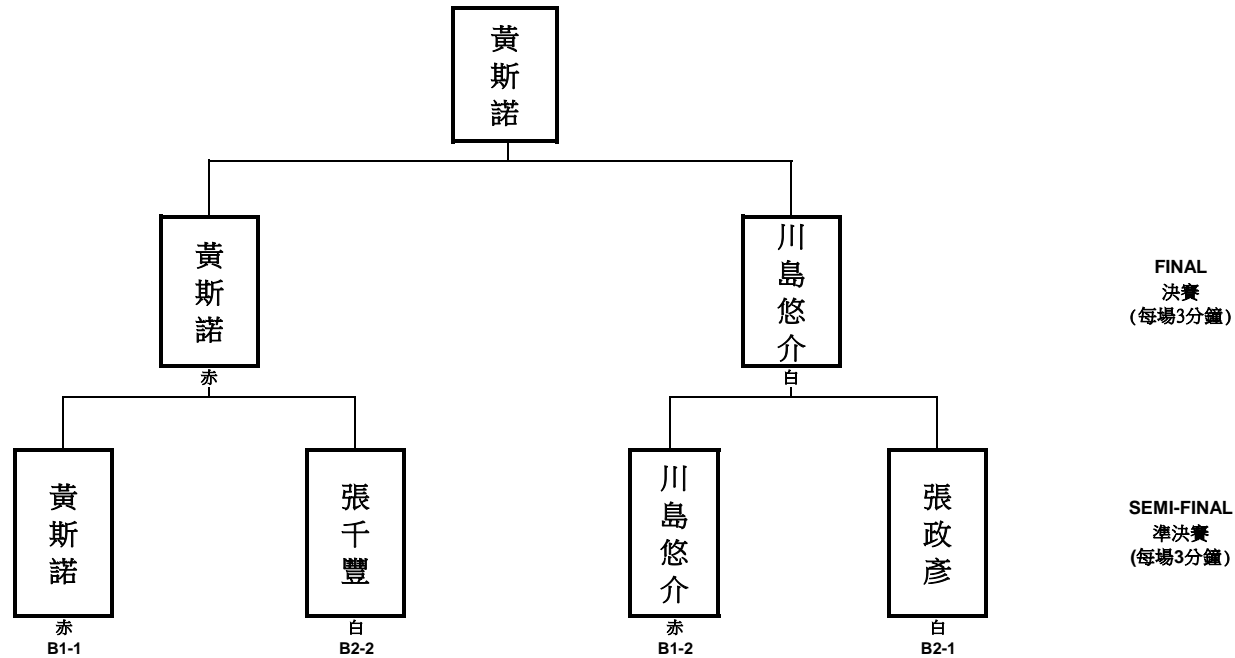 黃斯諾
黃斯諾
川島悠介
FINAL
決賽
(每場3分鐘)
赤
白
黃斯諾
張千豐
川島悠介
張政彥
SEMI-FINAL
準決賽
(每場3分鐘)
赤
白
赤
白
B1-1
B2-2
B1-2
B2-1